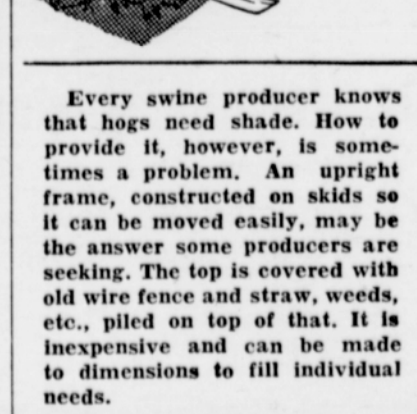 Every swine producer knows
that hogs need shade. How to
provide it, however, is some-
times a problem. An upright
frame, constructed on skids so
it can be moved easily, may be
the answer some producers are
seeking. The top is covered with
old wire fence and straw, weeds,
etc., piled on top of that. It is
inexpensive and can be made
to dimensions to fill individual
needs.